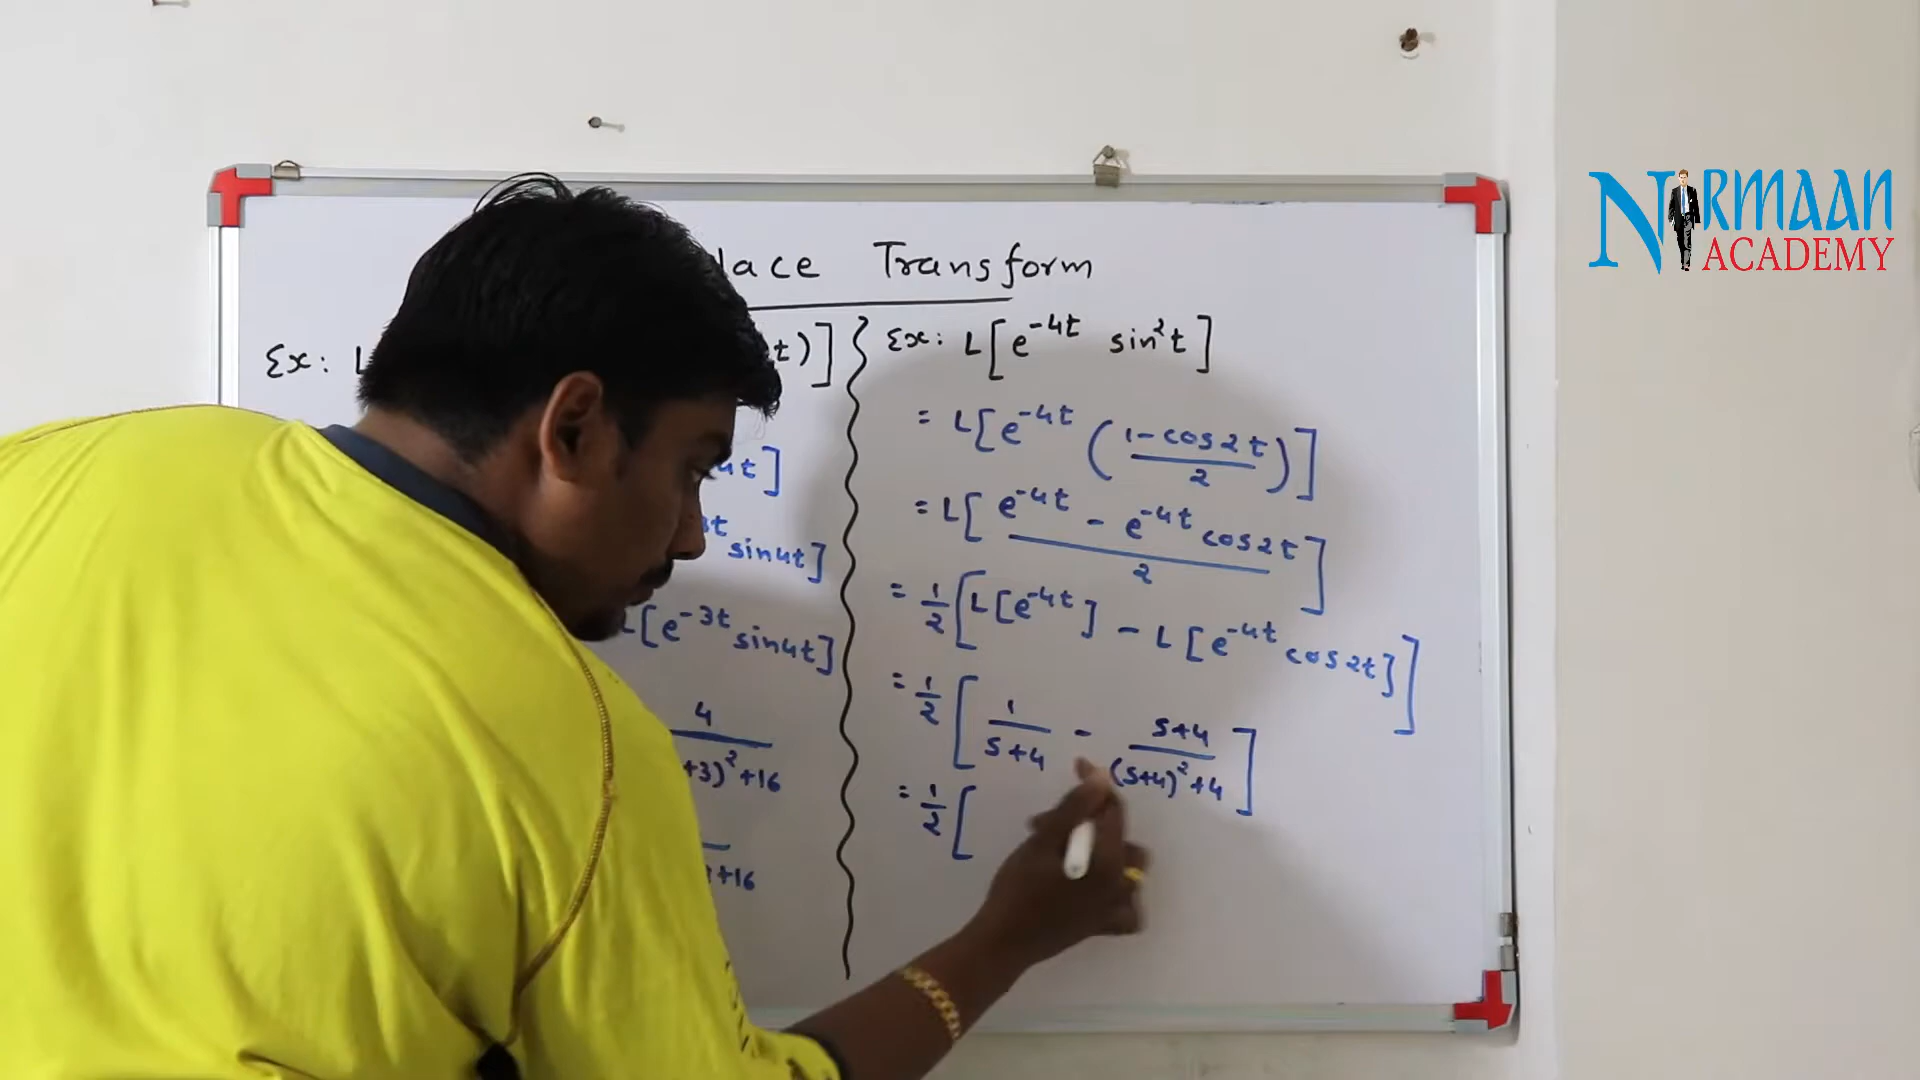 NIRMAAN
ACADEMY
Transform
Ex: L
t)]
4t]
sin4t]
L[e^-3t sin4t]
4
+3)²+16
+16
Ex: L[e^-4t sin²t]
= L[e^-4t (1-cos2t / 2)]
= L[e^-4t - e^-4t cos2t / 2]
= 1/2 [L[e^-4t] - L[e^-4t cos2t]]
= 1/2 [1/s+4 - s+4/(s+4)²+4]
= 1/2 [